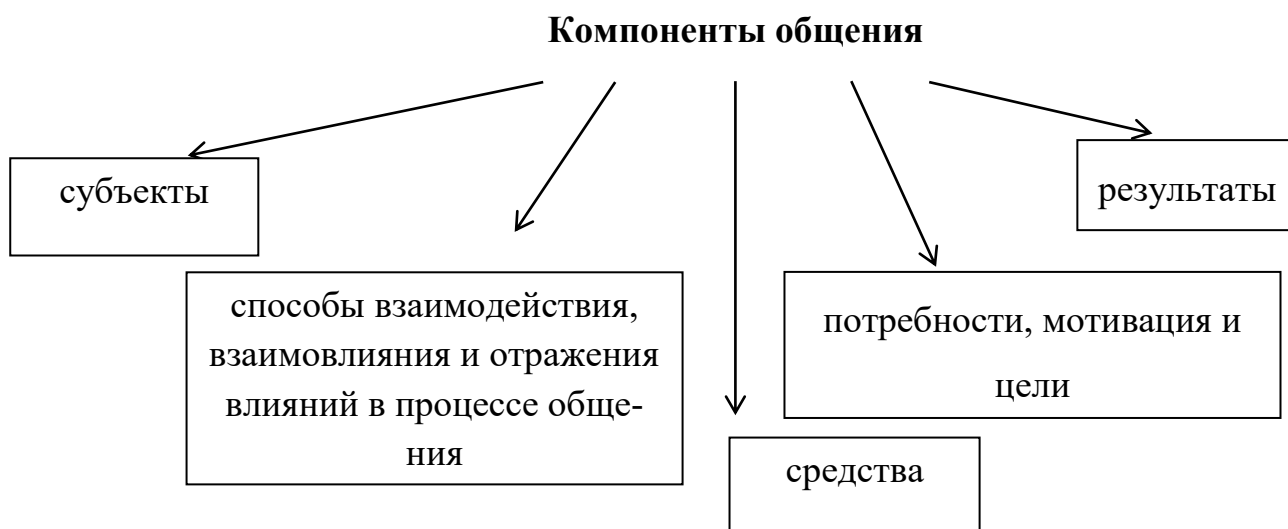 Компоненты общения
субъекты
результаты
способы взаимодействия,
взаимовлияния и отражения
влияний в процессе обще-
ния
потребности, мотивация и
цели
средства